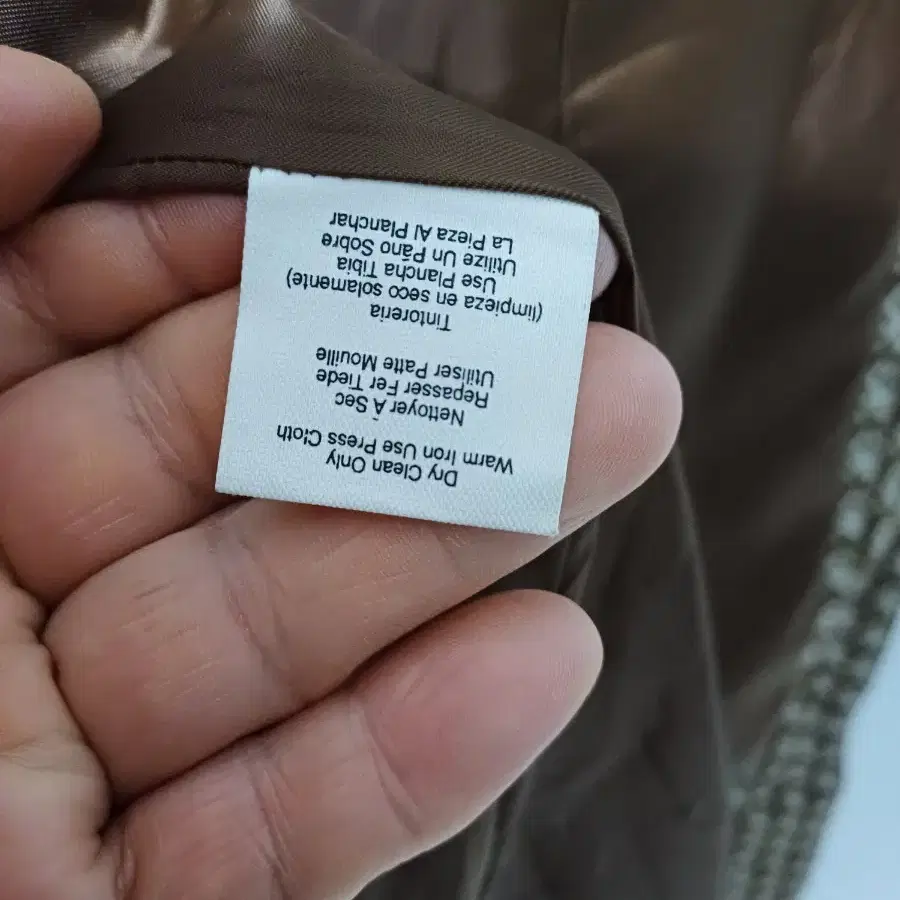 Dry Clean Only
Warm Iron Use Press Cloth
Nettoyer À Sec
Repasser Fer Tiede
Utiliser Patte Mouille
Tintoreria
(limpieza en seco solamente)
Use Plancha Tibia
Utilize Un Páno Sobre
La Pieza Al Planchar